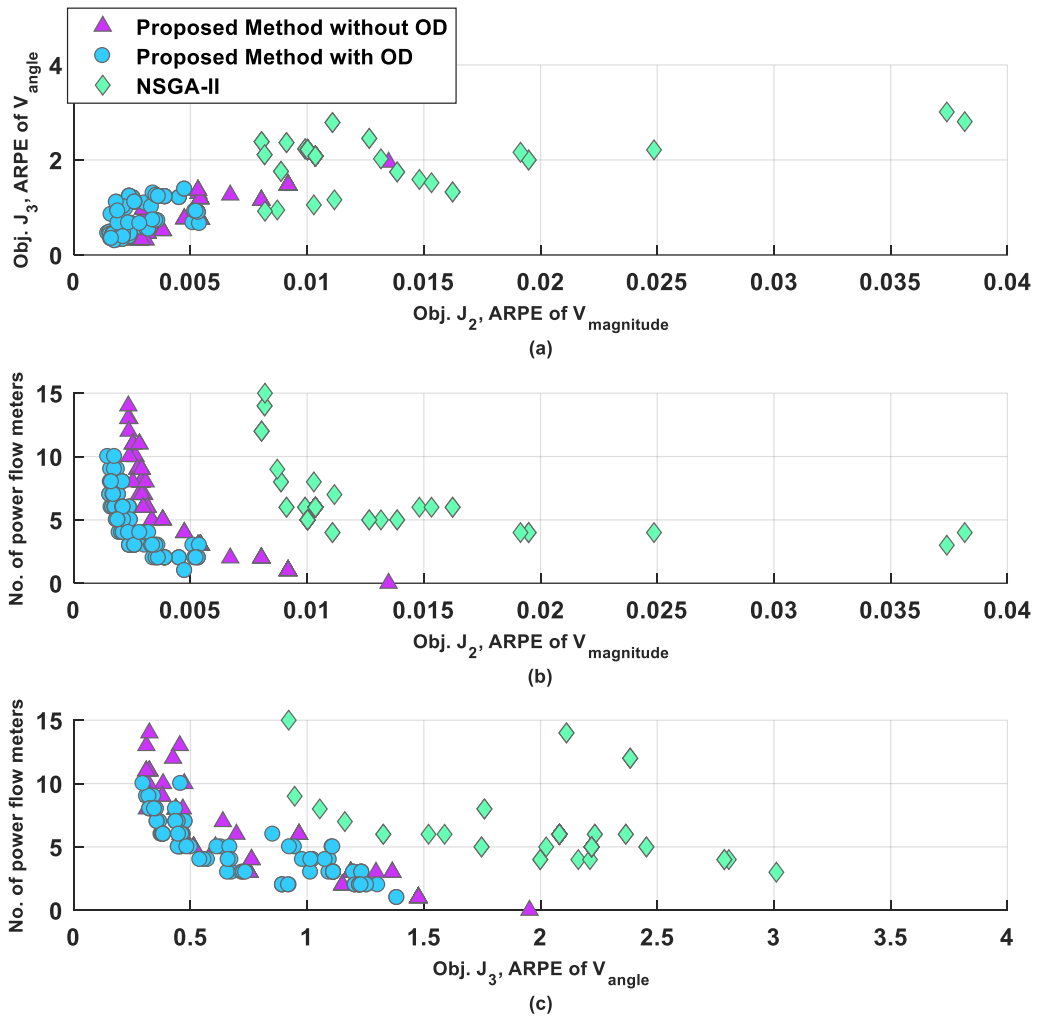 Proposed Method without OD
Proposed Method with OD
NSGA-II
Obj. J3, ARPE of Vangle
4
2
0
0 0.005 0.01 0.015 0.02 0.025 0.03 0.035 0.04
Obj. J2, ARPE of Vmagnitude
(a)
No. of power flow meters
15
10
5
0
0 0.005 0.01 0.015 0.02 0.025 0.03 0.035 0.04
Obj. J2, ARPE of Vmagnitude
(b)
No. of power flow meters
15
10
5
0
0 0.5 1 1.5 2 2.5 3 3.5 4
Obj. J3, ARPE of Vangle
(c)